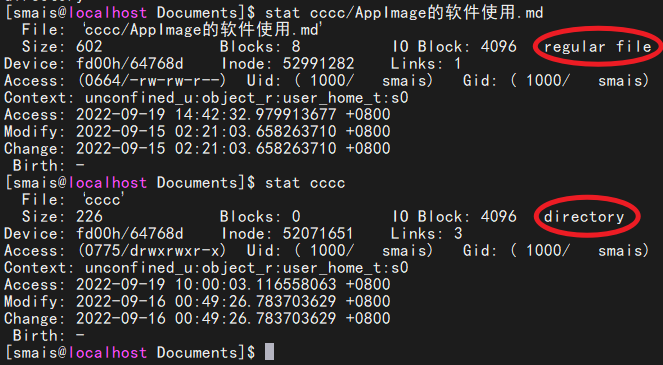 [smais@localhost Documents]$ stat cccc/AppImage的软件使用.md
  File: ‘cccc/AppImage的软件使用.md’
  Size: 602             Blocks: 8          IO Block: 4096   regular file
Device: fd00h/64768d    Inode: 52991282    Links: 1
Access: (0664/-rw-rw-r--)  Uid: ( 1000/   smais)   Gid: ( 1000/   smais)
Context: unconfined_u:object_r:user_home_t:s0
Access: 2022-09-19 14:42:32.979913677 +0800
Modify: 2022-09-15 02:21:03.658263710 +0800
Change: 2022-09-15 02:21:03.658263710 +0800
 Birth: -
[smais@localhost Documents]$ stat cccc
  File: ‘cccc’
  Size: 226             Blocks: 0          IO Block: 4096   directory
Device: fd00h/64768d    Inode: 52071651    Links: 3
Access: (0775/drwxrwxr-x)  Uid: ( 1000/   smais)   Gid: ( 1000/   smais)
Context: unconfined_u:object_r:user_home_t:s0
Access: 2022-09-19 10:00:03.116558063 +0800
Modify: 2022-09-16 00:49:26.783703629 +0800
Change: 2022-09-16 00:49:26.783703629 +0800
 Birth: -
[smais@localhost Documents]$